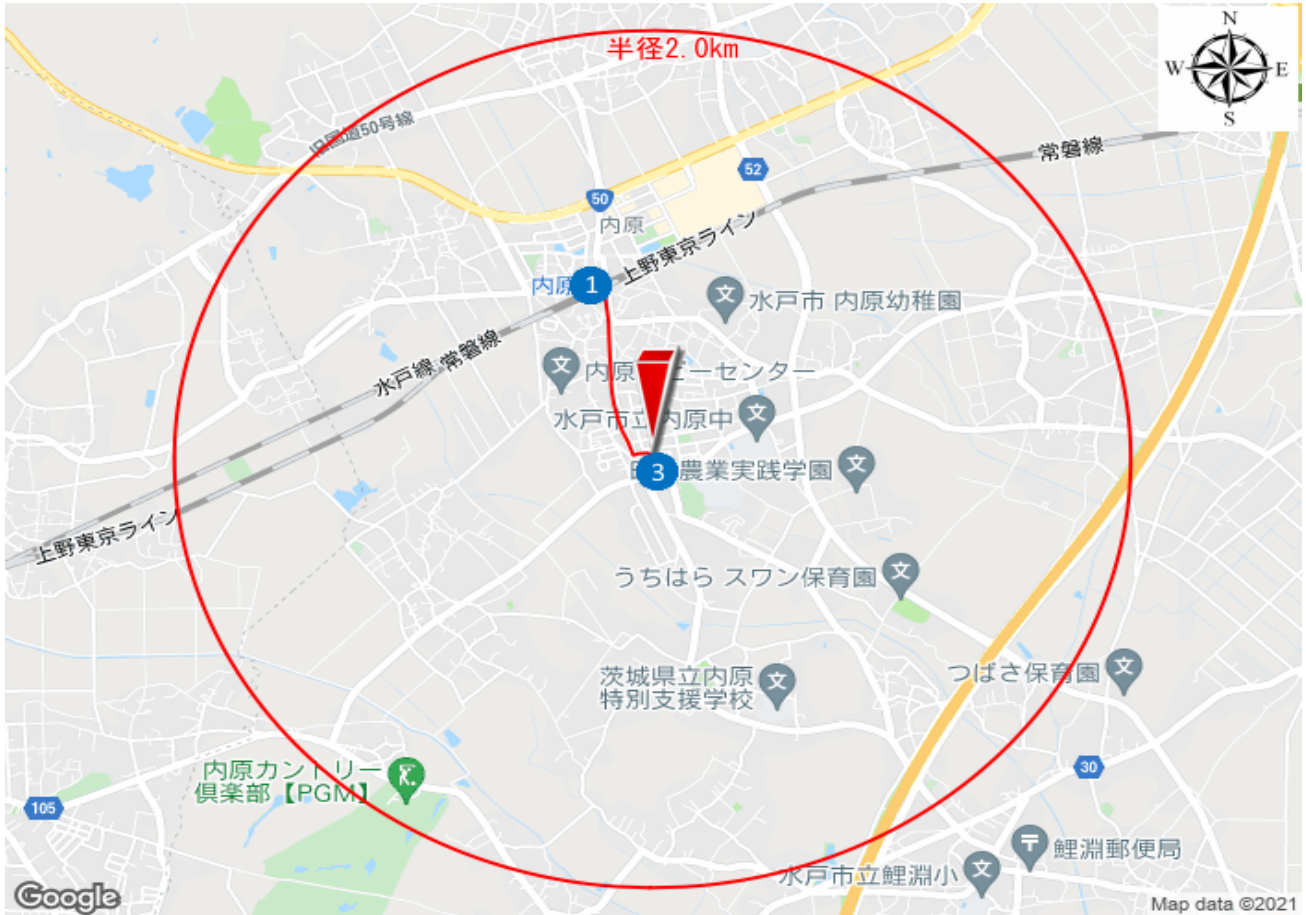 半径2.0km
N
W
E
S
旧国道50号線
常磐線
52
50
内原
上野東京ライン
内原
1
水戸市 内原幼稚園
水戸線 常磐線
内原
ビーセンター
水戸市立内原中
3
農業実践学園
上野東京ライン
うちはら スワン保育園
茨城県立内原
特別支援学校
つばさ保育園
内原カントリー
倶楽部【PGM】
30
105
鯉淵郵便局
水戸市立鯉淵小
Google
Map data ©2021